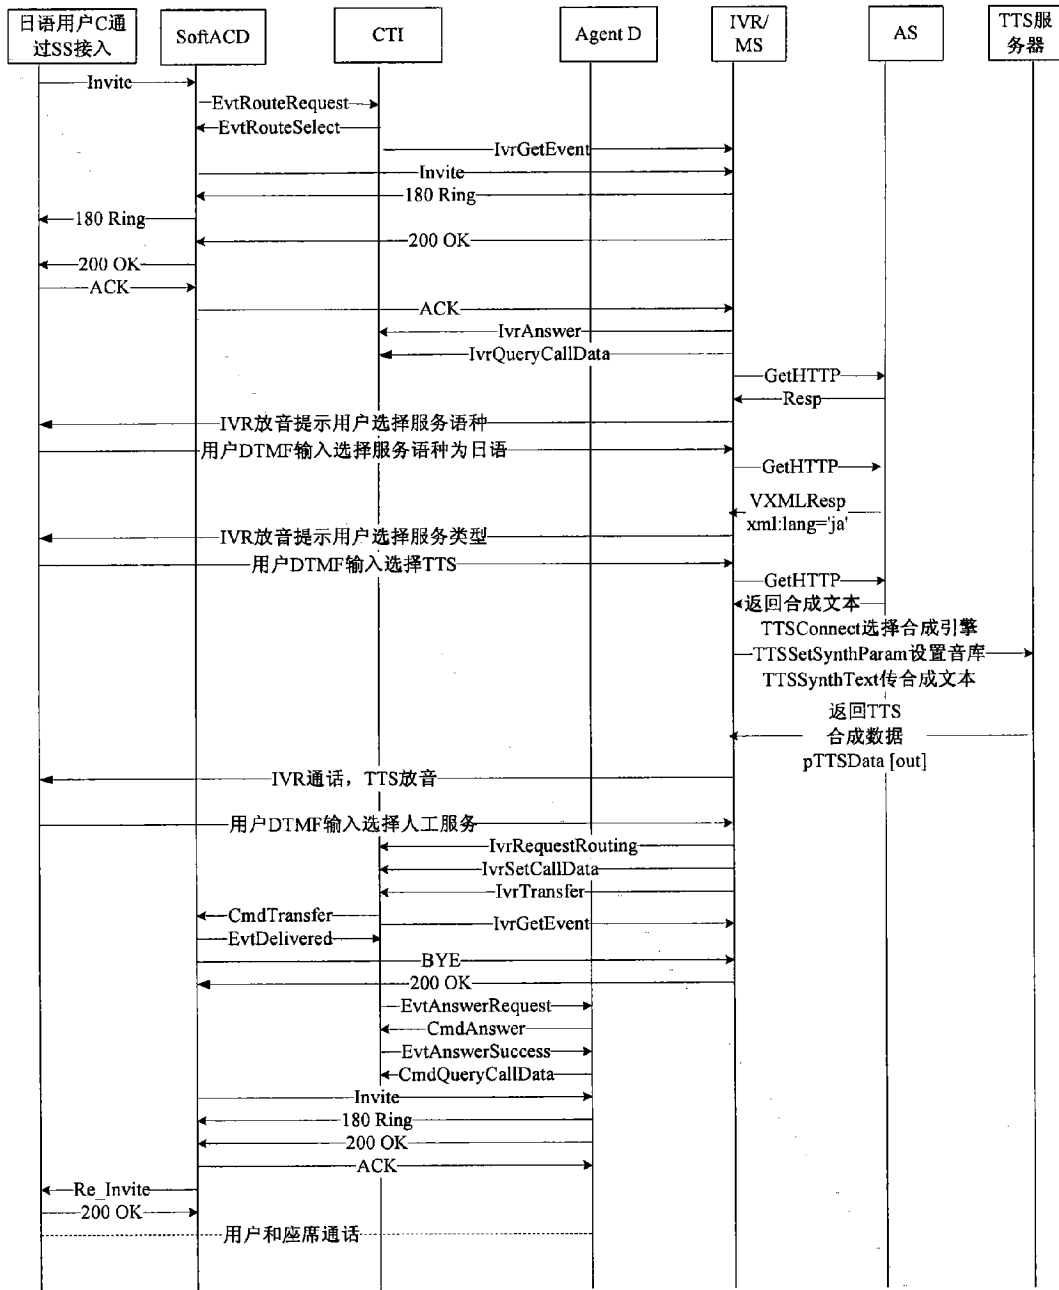 日语用户C通
过SS接入
SoftACD
CTI
Agent D
IVR/
MS
AS
TTS服
务器
Invite
EvtRouteRequest
EvtRouteSelect
IvrGetEvent
Invite
180 Ring
180 Ring
200 OK
200 OK
ACK
ACK
IvrAnswer
IvrQueryCallData
GetHTTP
Resp
IVR放音提示用户选择服务语种
用户DTMF输入选择服务语种为日语
GetHTTP
VXMLResp
xml:lang='ja'
IVR放音提示用户选择服务类型
用户DTMF输入选择TTS
GetHTTP
返回合成文本
TTSConnect选择合成引擎
TTSSetSynthParam设置音库
TTSSynthText传合成文本
返回TTS
合成数据
pTTSData [out]
IVR通话，TTS放音
用户DTMF输入选择人工服务
IvrRequestRouting
IvrSetCallData
IvrTransfer
CmdTransfer
IvrGetEvent
EvtDelivered
BYE
200 OK
EvtAnswerRequest
CmdAnswer
EvtAnswerSuccess
CmdQueryCallData
Invite
180 Ring
200 OK
ACK
Re_Invite
200 OK
用户和座席通话